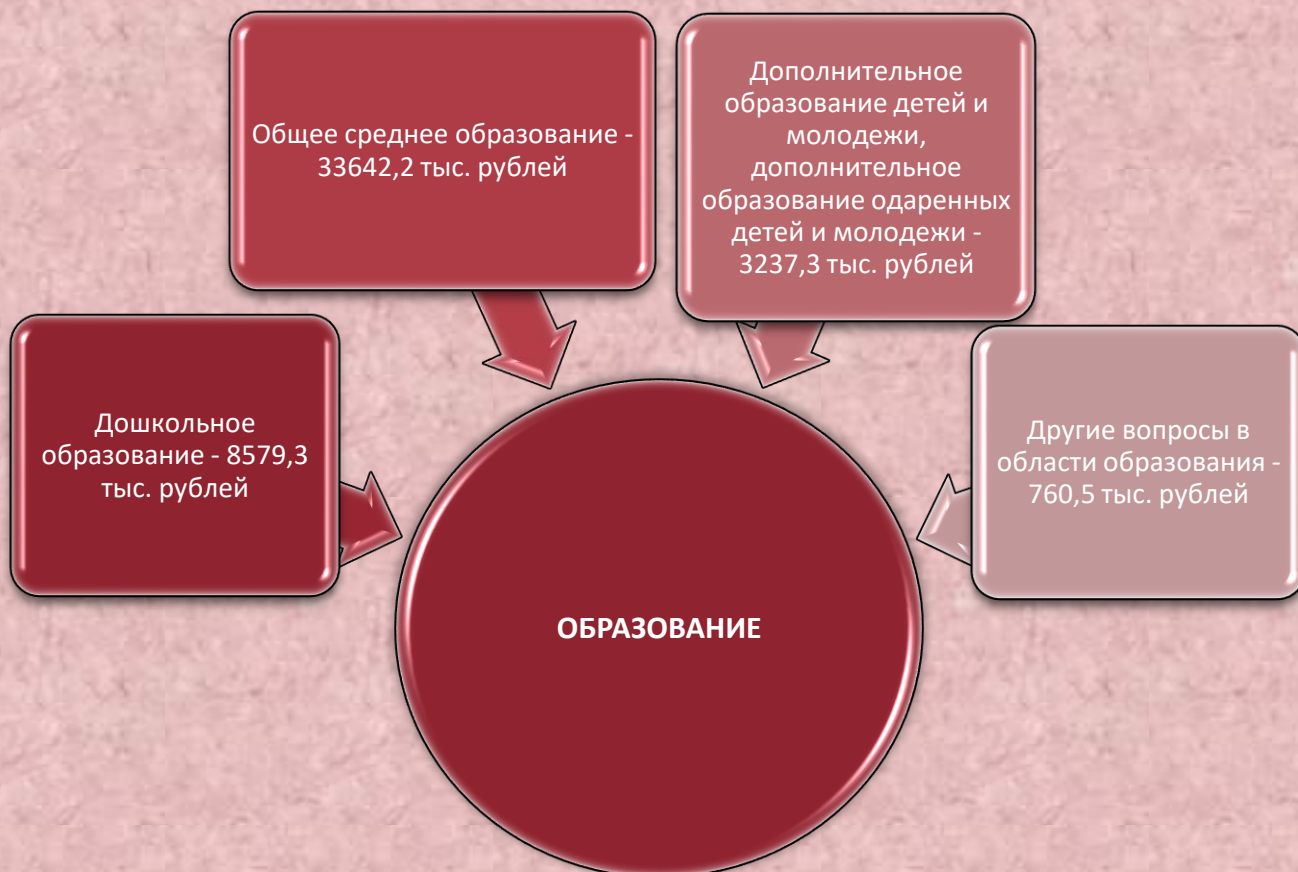 Общее среднее образование -
33642,2 тыс. рублей
Дополнительное
образование детей и
молодежи,
дополнительное
образование одаренных
детей и молодежи -
3237,3 тыс. рублей
Дошкольное
образование - 8579,3
тыс. рублей
Другие вопросы в
области образования -
760,5 тыс. рублей
ОБРАЗОВАНИЕ